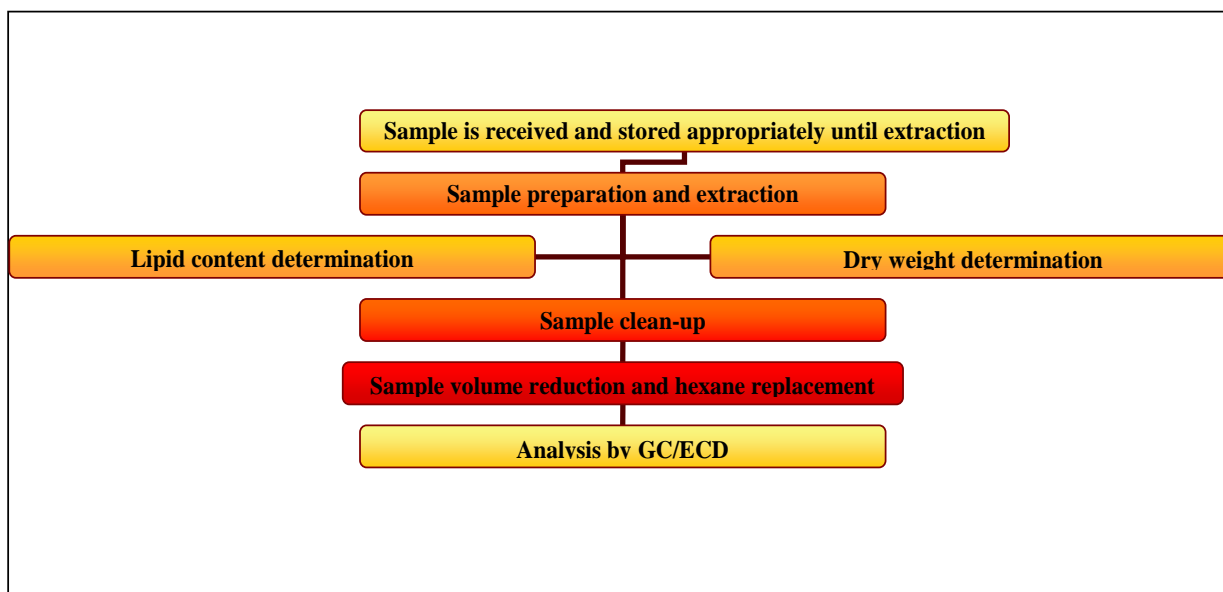 Sample is received and stored appropriately until extraction
Sample preparation and extraction
Lipid content determination
Dry weight determination
Sample clean-up
Sample volume reduction and hexane replacement
Analysis by GC/ECD